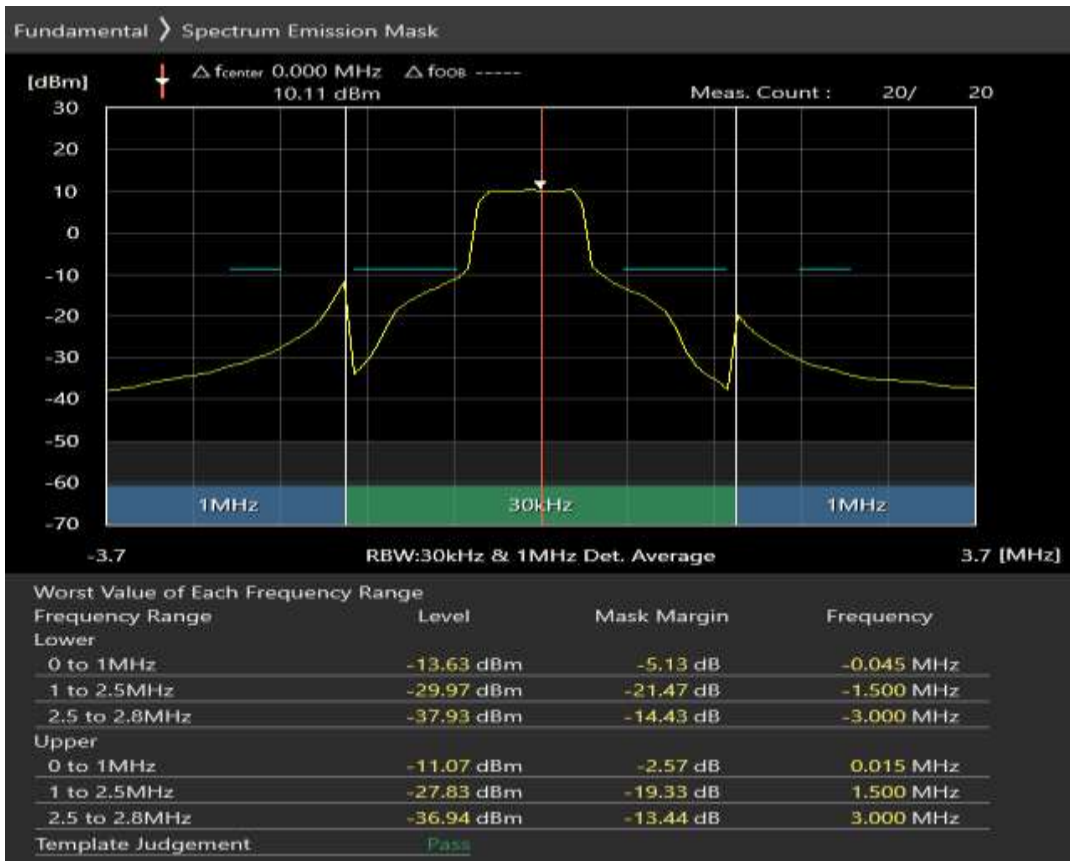 Fundamental 〉 Spectrum Emission Mask
△ fcenter 0.000 MHz △ fOOB -----
[dBm]
10.11 dBm Meas. Count : 20/ 20
30
20
10
0
-10
-20
-30
-40
-50
-60
1MHz 30kHz 1MHz
-70
-3.7 RBW:30kHz & 1MHz Det. Average 3.7 [MHz]
Worst Value of Each Frequency Range
Frequency Range Level Mask Margin Frequency
Lower
0 to 1MHz -13.63 dBm -5.13 dB -0.045 MHz
1 to 2.5MHz -29.97 dBm -21.47 dB -1.500 MHz
2.5 to 2.8MHz -37.93 dBm -14.43 dB -3.000 MHz
Upper
0 to 1MHz -11.07 dBm -2.57 dB 0.015 MHz
1 to 2.5MHz -27.83 dBm -19.33 dB 1.500 MHz
2.5 to 2.8MHz -36.94 dBm -13.44 dB 3.000 MHz
Template Judgement Pass